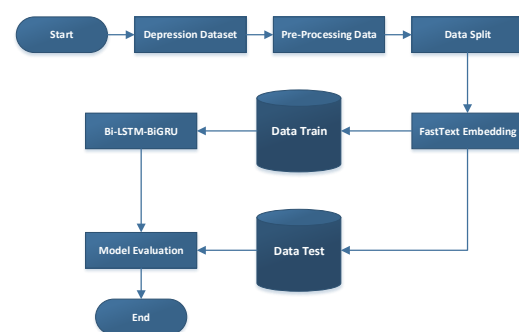 Start
Depression Dataset
Pre-Processing Data
Data Split
Bi-LSTM-BiGRU
Data Train
FastText Embedding
Model Evaluation
Data Test
End